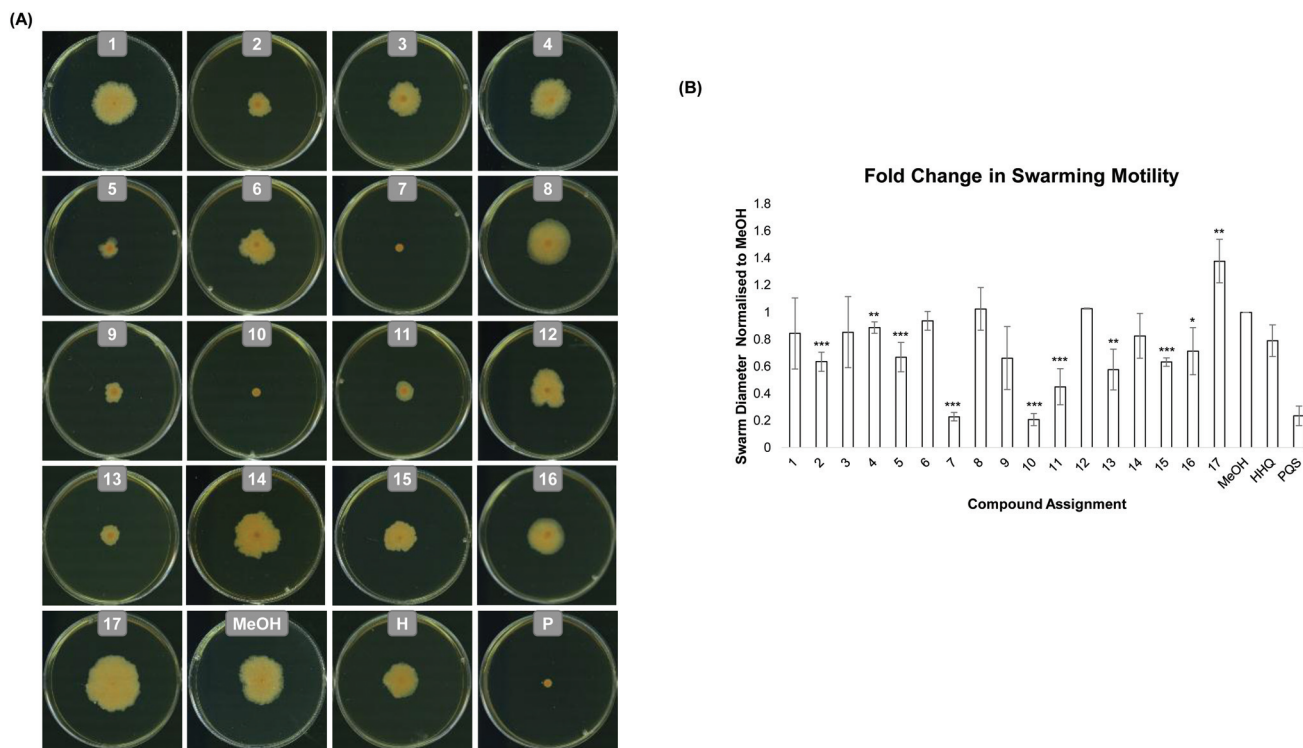 (A)
1 2 3 4
5 6 7 8
9 10 11 12
13 14 15 16
17 MeOH H P
(B)
Fold Change in Swarming Motility
Swarm Diameter Normalised to MeOH
1.8
1.6
1.4
1.2
1
0.8
0.6
0.4
0.2
0
*** ** *** *** *** *** ** *** * **
1 2 3 4 5 6 7 8 9 10 11 12 13 14 15 16 17 MeOH HHQ PQS
Compound Assignment